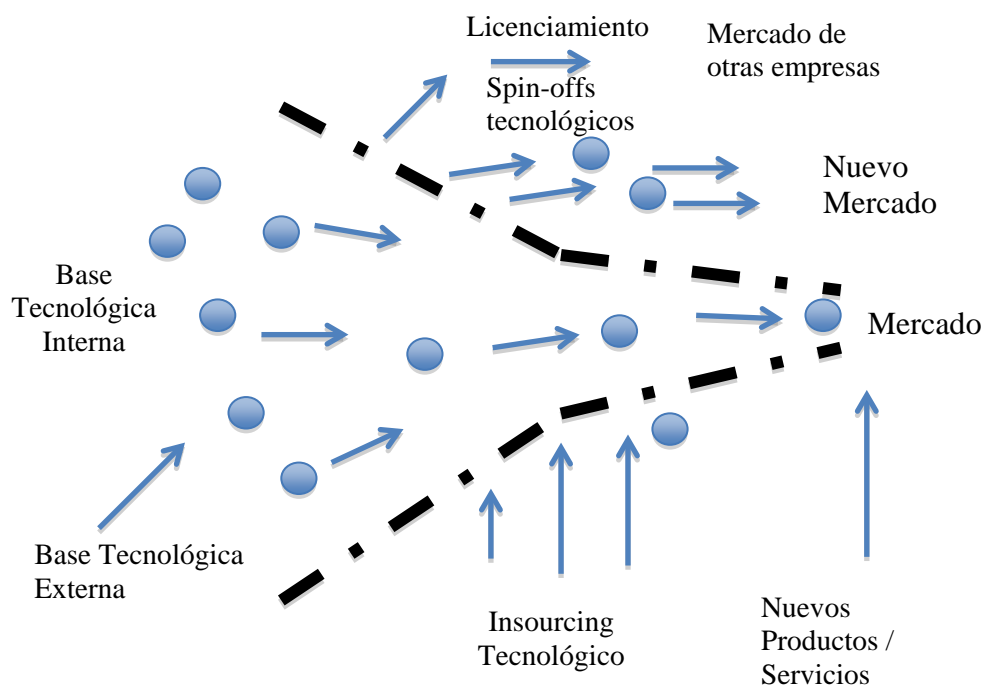 Licenciamiento
Mercado de
otras empresas
Spin-offs
tecnológicos
Nuevo
Mercado
Base
Tecnológica
Interna
Mercado
Base Tecnológica
Externa
Insourcing
Tecnológico
Nuevos
Productos /
Servicios